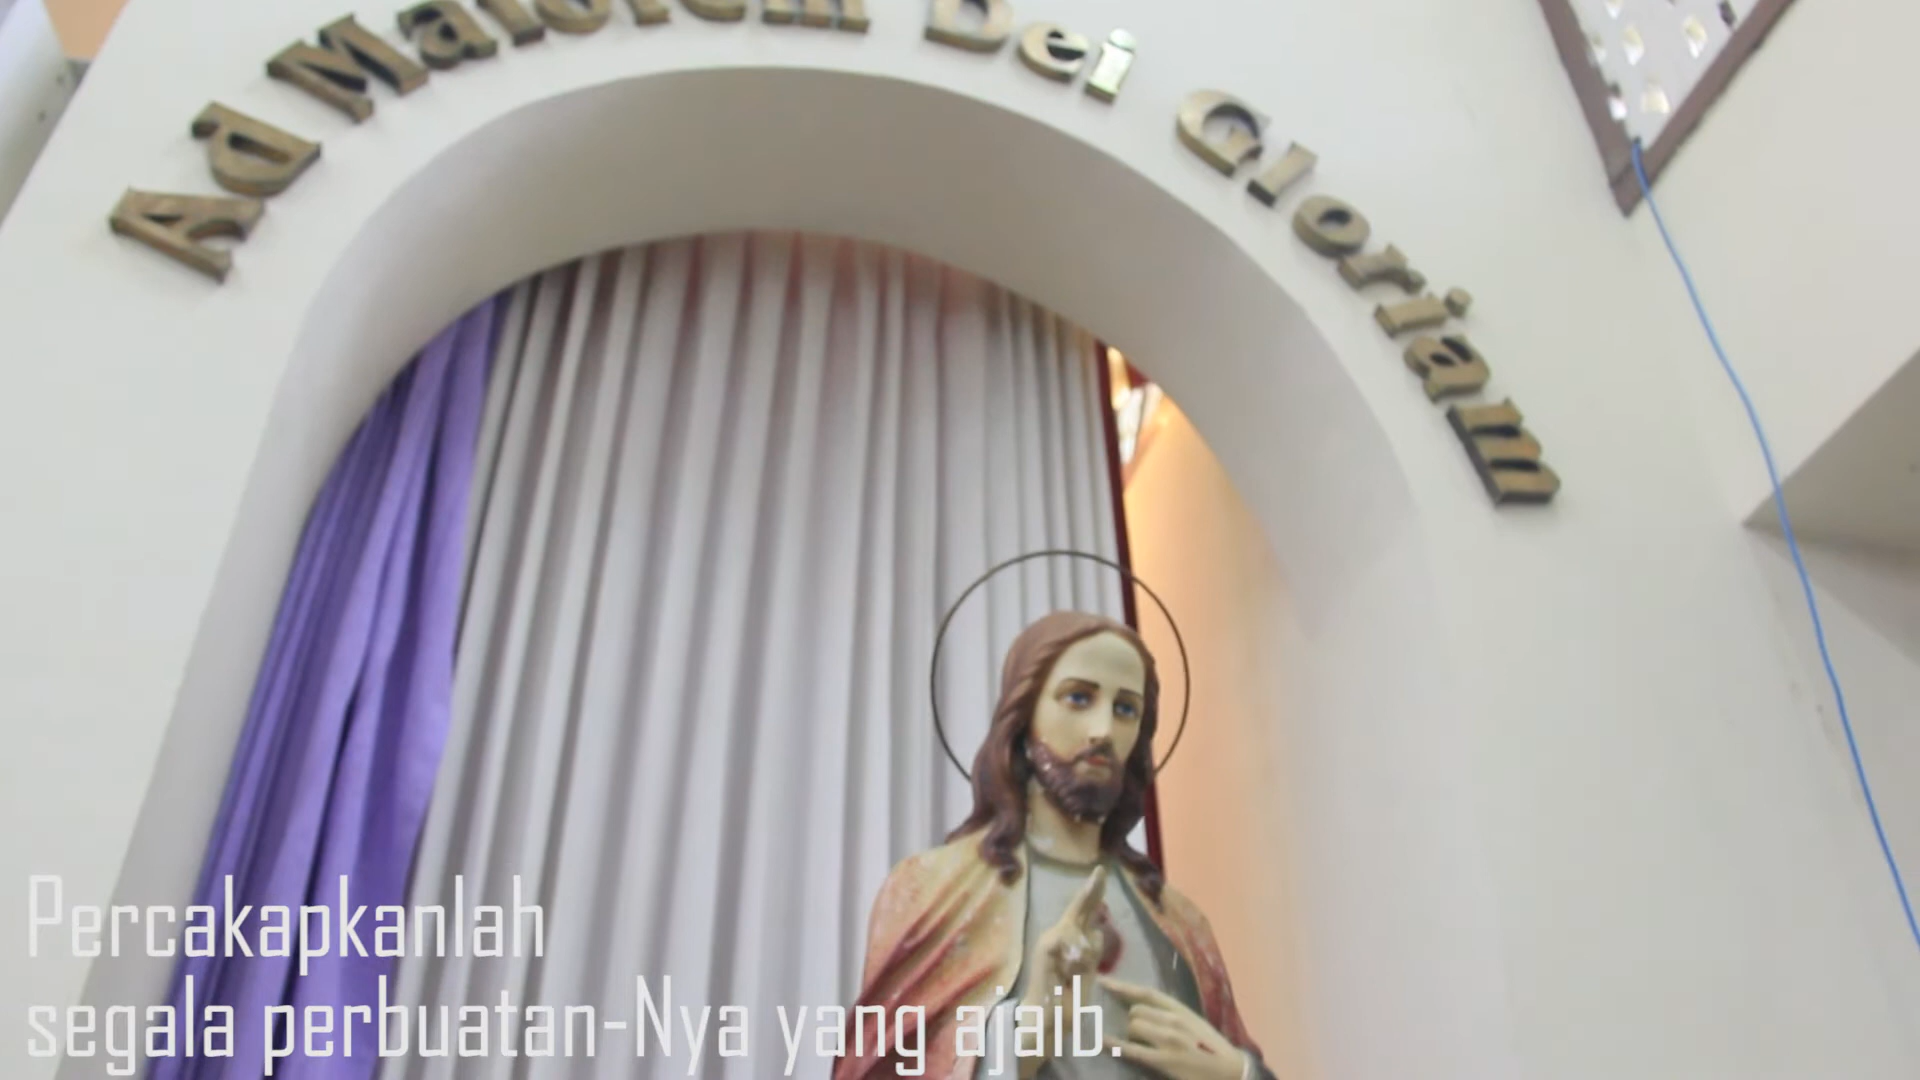 Ad Maiorem Dei Gloriam
Percakapkanlah
segala perbuatan-Nya yang ajaib.